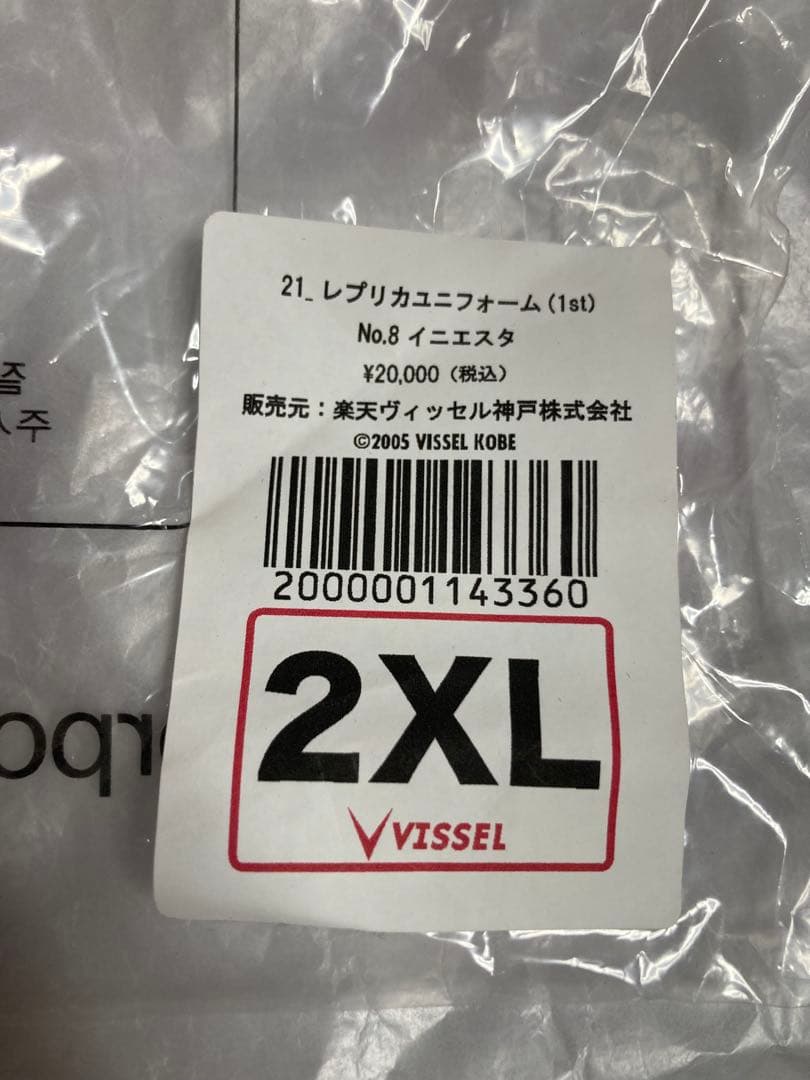 21_レプリカユニフォーム(1st)
No.8 イニエスタ
¥20,000(税込)
販売元:楽天ヴィッセル神戸株式会社
©2005 VISSEL KOBE
2000001143360
2XL
VISSEL